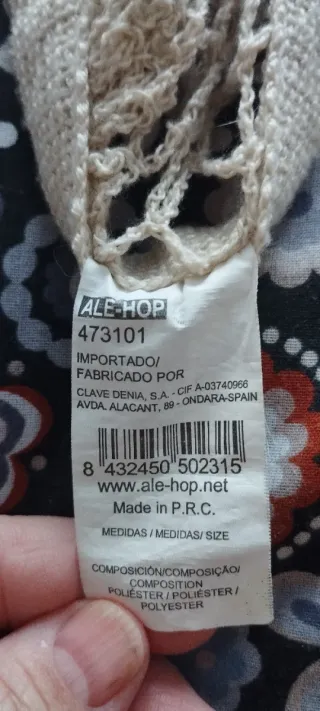 ALE-HOP
473101
IMPORTADO/
FABRICADO POR
CLAVE DENIA, S.A. - CIF A-03740966
AVDA. ALACANT, 89 - ONDARA-SPAIN
8 432450 502315
www.ale-hop.net
Made in P.R.C.
MEDIDAS / MEDIDAS/ SIZE
COMPOSICIÓN/COMPOSIÇÃO/
COMPOSITION
POLIÉSTER / POLIÉSTER /
POLYESTER